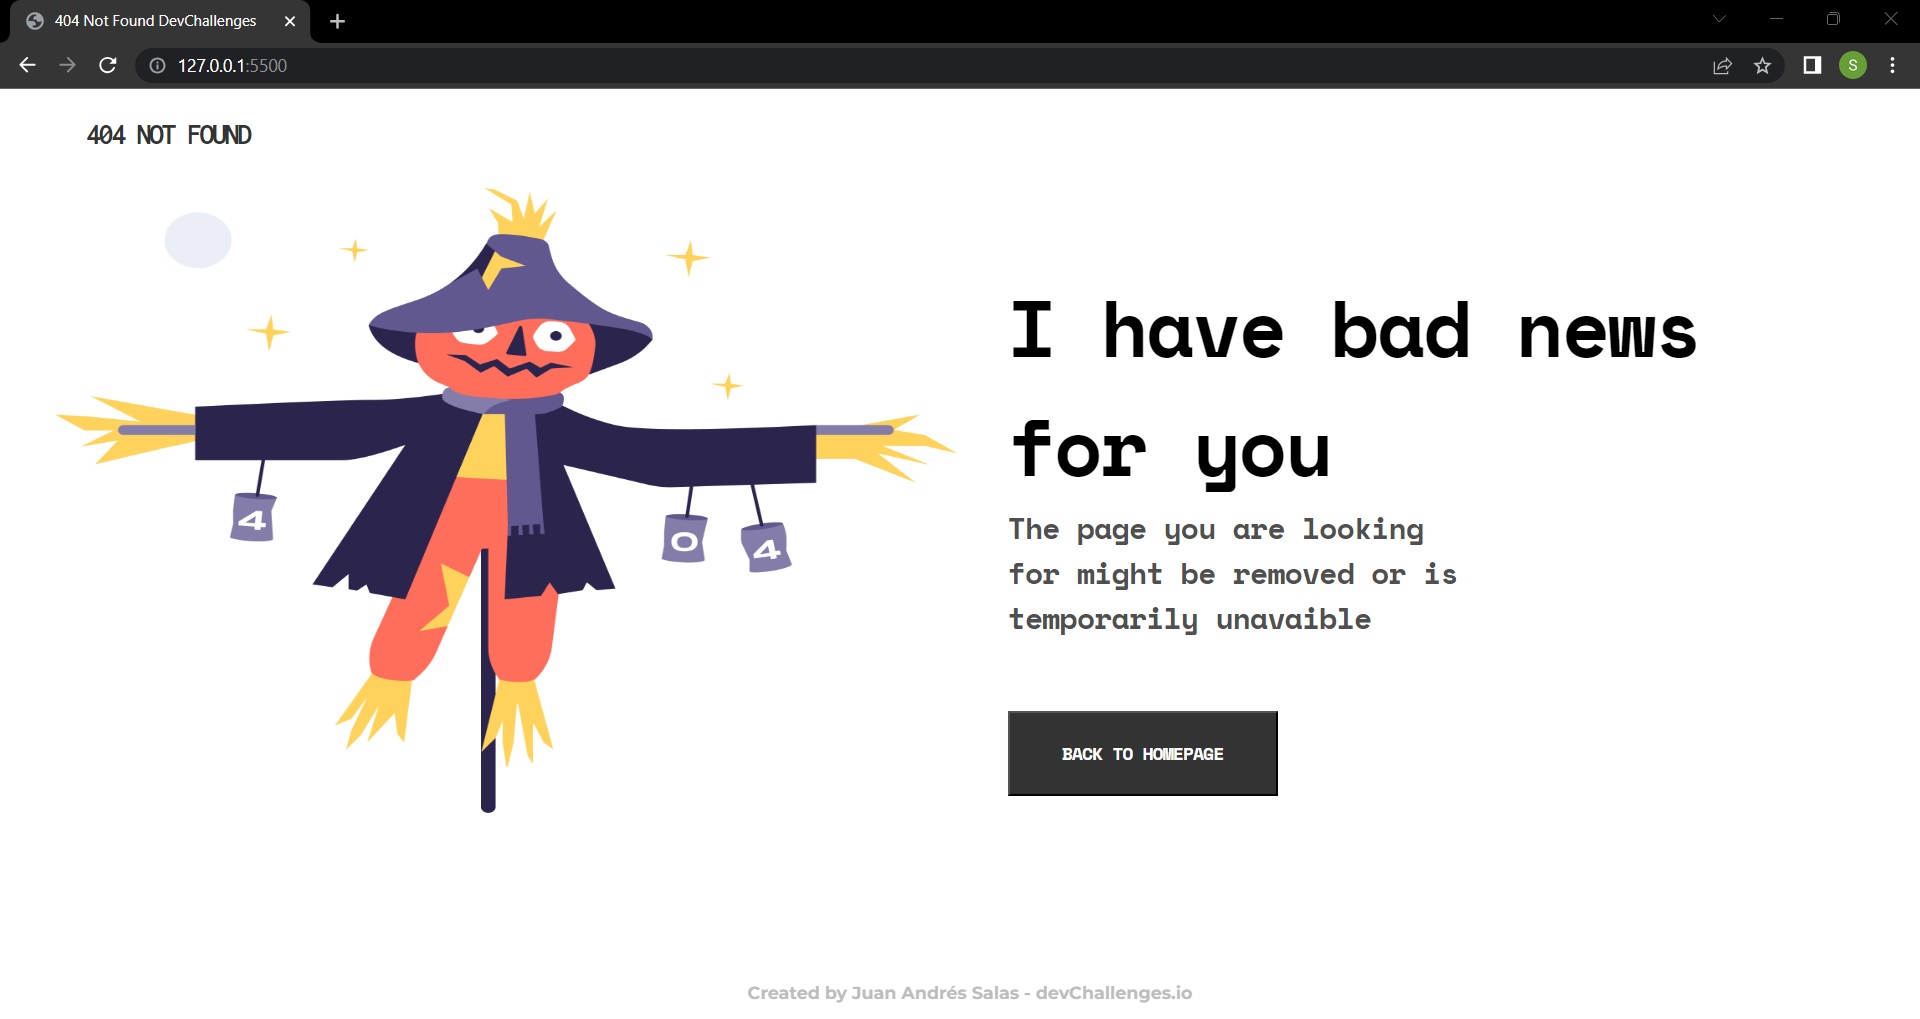 404 Not Found DevChallenges
127.0.0.1:5500
S
404 NOT FOUND
I have bad news
for you
4
0
4
The page you are looking
for might be removed or is
temporarily unavaible
BACK TO HOMEPAGE
Created by Juan Andrés Salas - devChallenges.io